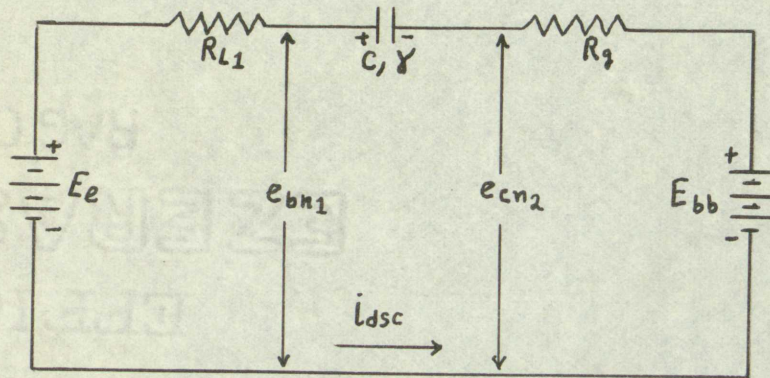 R_L1
+ -
C, γ
R_g
+
E_e
-
e_bn1
e_cn2
+
E_bb
-
i_dsc